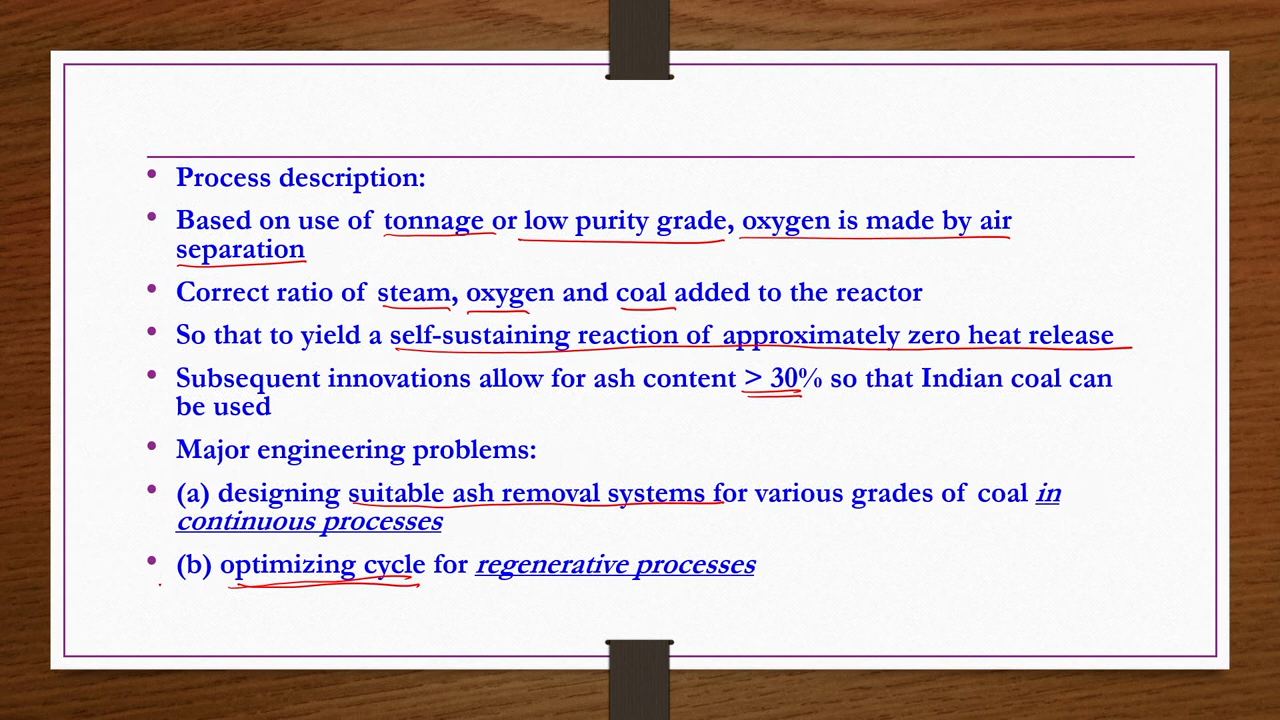 • Process description:
• Based on use of tonnage or low purity grade, oxygen is made by air
separation
• Correct ratio of steam, oxygen and coal added to the reactor
• So that to yield a self-sustaining reaction of approximately zero heat release
• Subsequent innovations allow for ash content > 30% so that Indian coal can
be used
• Major engineering problems:
• (a) designing suitable ash removal systems for various grades of coal in
continuous processes
• (b) optimizing cycle for regenerative processes